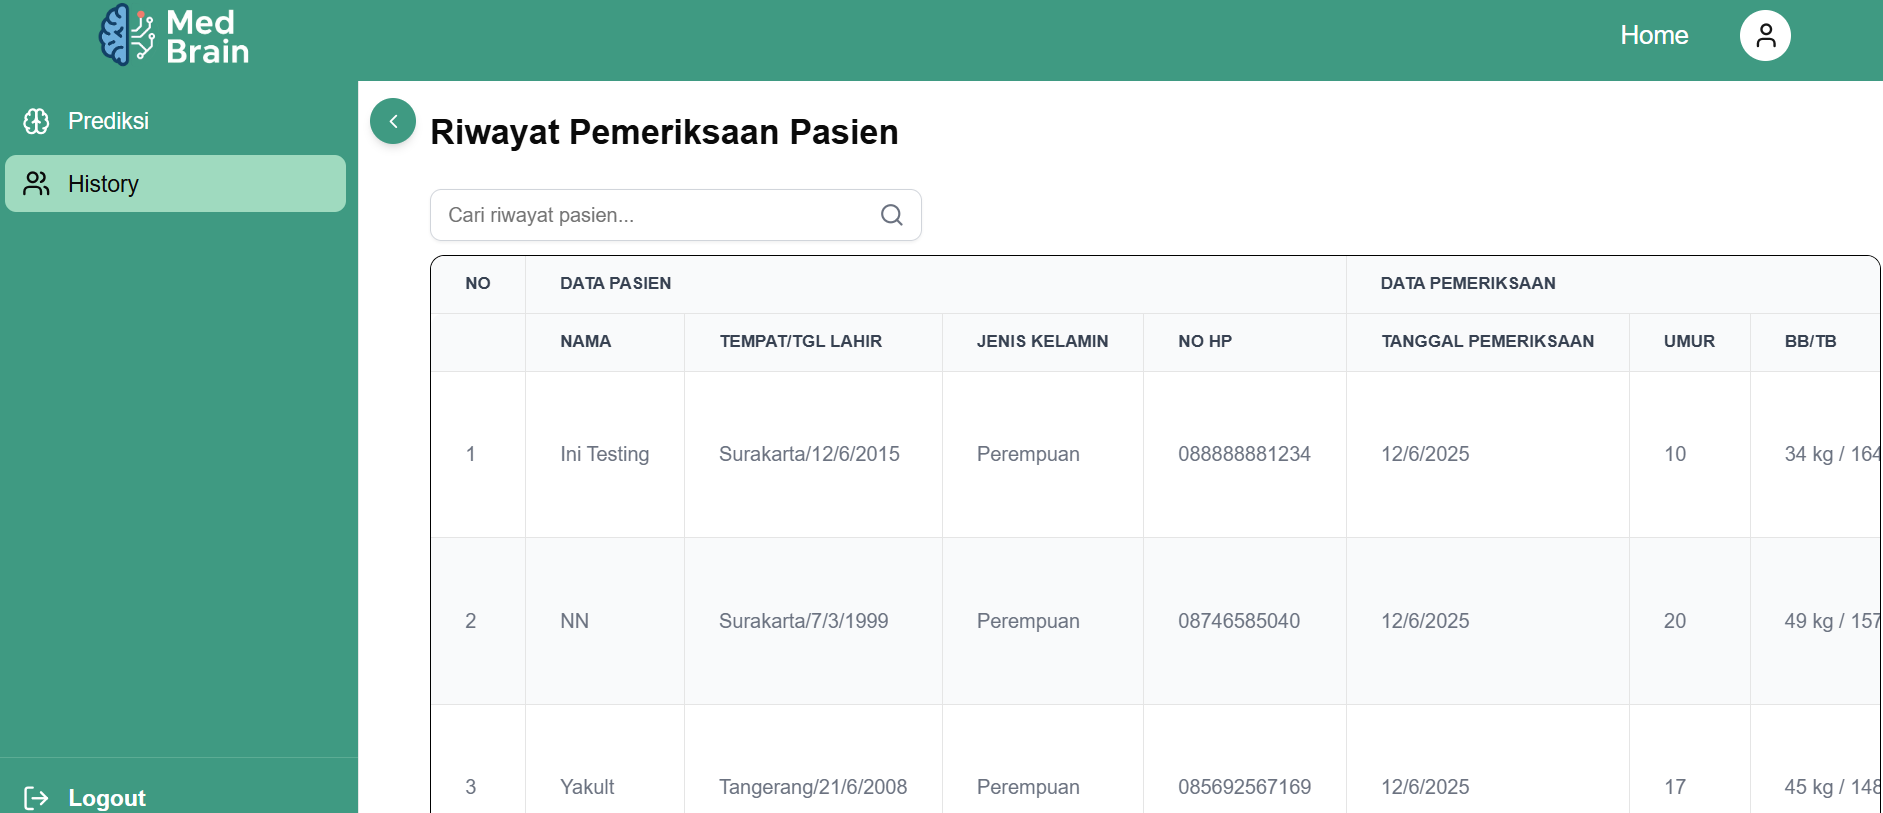 Med
Brain
Home
Prediksi
History
Logout
Riwayat Pemeriksaan Pasien
Cari riwayat pasien...
NO DATA PASIEN DATA PEMERIKSAAN
NAMA TEMPAT/TGL LAHIR JENIS KELAMIN NO HP TANGGAL PEMERIKSAAN UMUR BB/TB
1 Ini Testing Surakarta/12/6/2015 Perempuan 088888881234 12/6/2025 10 34 kg / 164
2 NN Surakarta/7/3/1999 Perempuan 08746585040 12/6/2025 20 49 kg / 157
3 Yakult Tangerang/21/6/2008 Perempuan 085692567169 12/6/2025 17 45 kg / 148